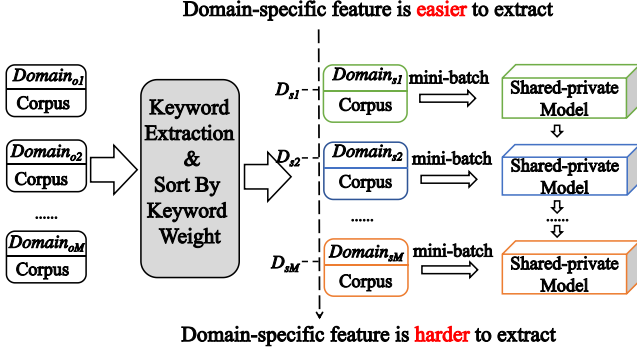 Domain-specific feature is easier to extract
Domain_o1
Corpus
Domain_o2
Corpus
......
Domain_oM
Corpus
Keyword
Extraction
&
Sort By
Keyword
Weight
D_s1
D_s2
D_sM
Domain_s1
Corpus
mini-batch
Shared-private
Model
Domain_s2
Corpus
mini-batch
Shared-private
Model
......
......
Domain_sM
Corpus
mini-batch
Shared-private
Model
Domain-specific feature is harder to extract